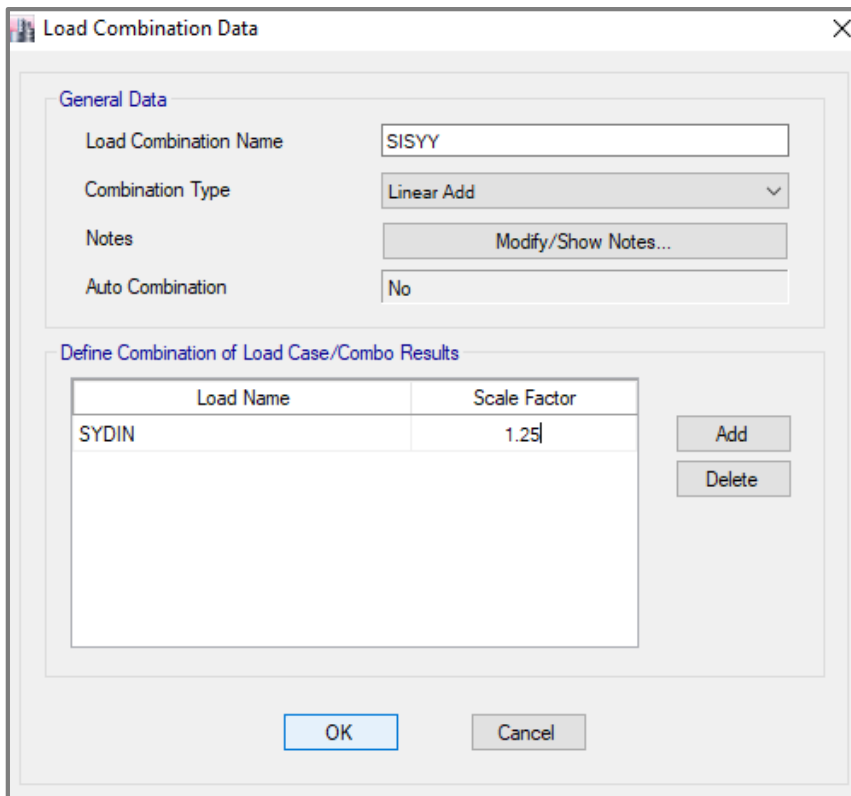 Load Combination Data
General Data
Load Combination Name SISYY
Combination Type Linear Add
Notes Modify/Show Notes...
Auto Combination No
Define Combination of Load Case/Combo Results
Load Name Scale Factor
SYDIN 1.25 Add
Delete
OK Cancel